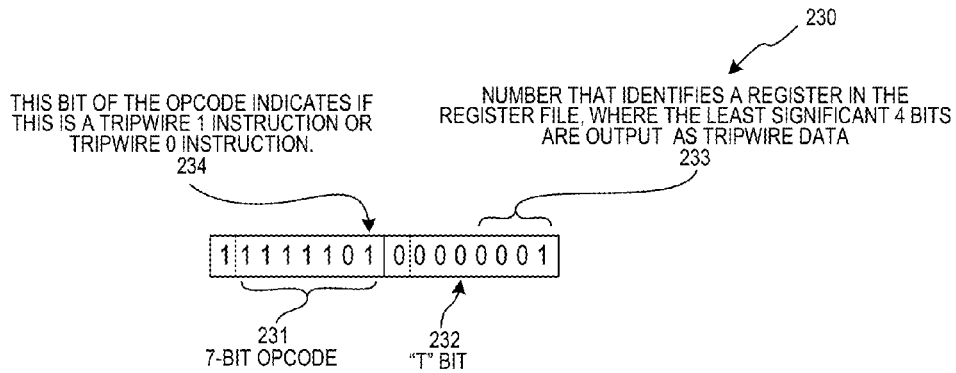 230
THIS BIT OF THE OPCODE INDICATES IF
THIS IS A TRIPWIRE 1 INSTRUCTION OR
TRIPWIRE 0 INSTRUCTION.
234
NUMBER THAT IDENTIFIES A REGISTER IN THE
REGISTER FILE, WHERE THE LEAST SIGNIFICANT 4 BITS
ARE OUTPUT AS TRIPWIRE DATA
233
1 1 1 1 1 1 0 1 0 0 0 0 0 0 0 1
231
7-BIT OPCODE
232
"T" BIT